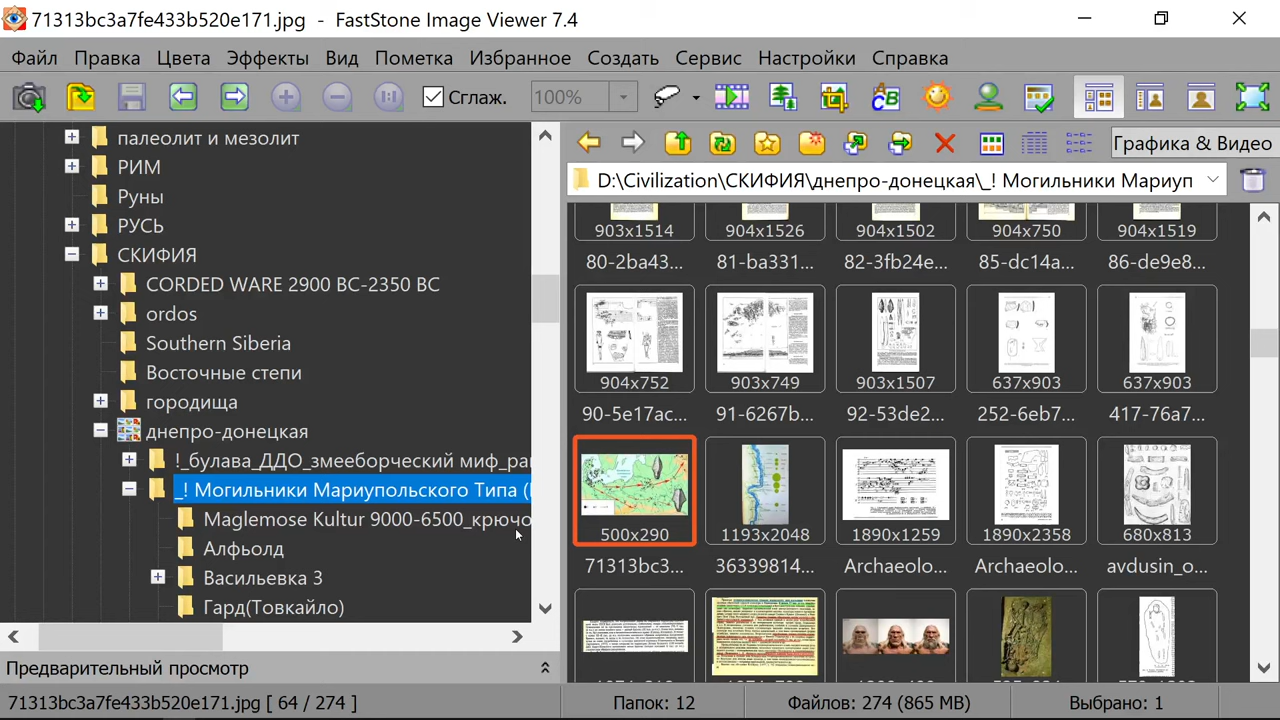 71313bc3a7fe433b520e171.jpg - FastStone Image Viewer 7.4
Файл Правка Цвета Эффекты Вид Пометка Избранное Создать Сервис Настройки Справка
Сглаж. 100%
палеолит и мезолит
РИМ
Руны
РУСЬ
СКИФИЯ
CORDED WARE 2900 BC-2350 BC
ordos
Southern Siberia
Восточные степи
городища
днепро-донецкая
!_булава_ДДО_змееборческий миф_ра
_! Могильники Мариупольского Типа (
Maglemose Kultur 9000-6500_крючо
Алфьолд
Васильевка 3
Гард(Товкайло)
Предварительный просмотр
71313bc3a7fe433b520e171.jpg [ 64 / 274 ]
Графика & Видео
D:\Civilization\СКИФИЯ\днепро-донецкая\_! Могильники Мариуп
903x1514 904x1526 904x1502 904x750 904x1519
80-2ba43... 81-ba331... 82-3fb24e... 85-dc14a... 86-de9e8...
904x752 903x749 903x1507 637x903 637x903
90-5e17ac... 91-6267b... 92-53de2... 252-6eb7... 417-76a7...
500x290 1193x2048 1890x1259 1890x2358 680x813
71313bc3... 36339814... Archaeolo... Archaeolo... avdusin_o...
Папок: 12 Файлов: 274 (865 MB) Выбрано: 1